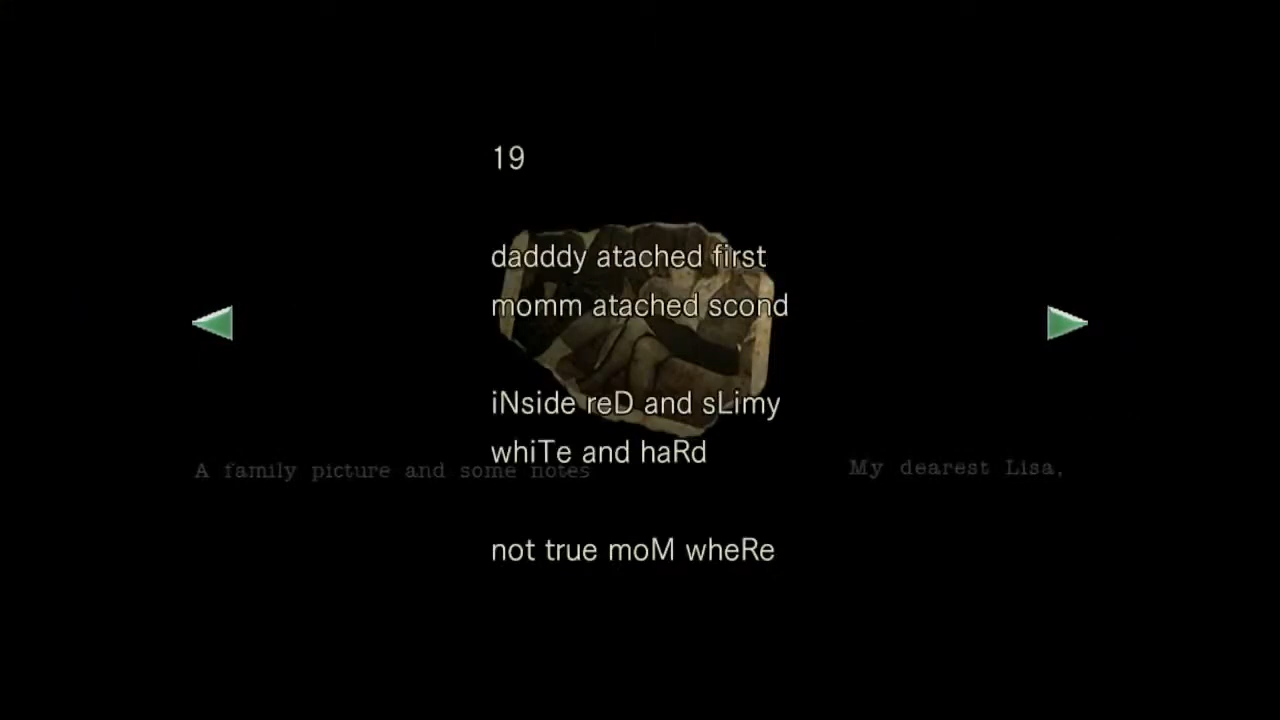 19
dadddy atached first
momm atached scond
iNside reD and sLimy
whiTe and haRd
A family picture and some notes
My dearest Lisa,
not true moM wheRe